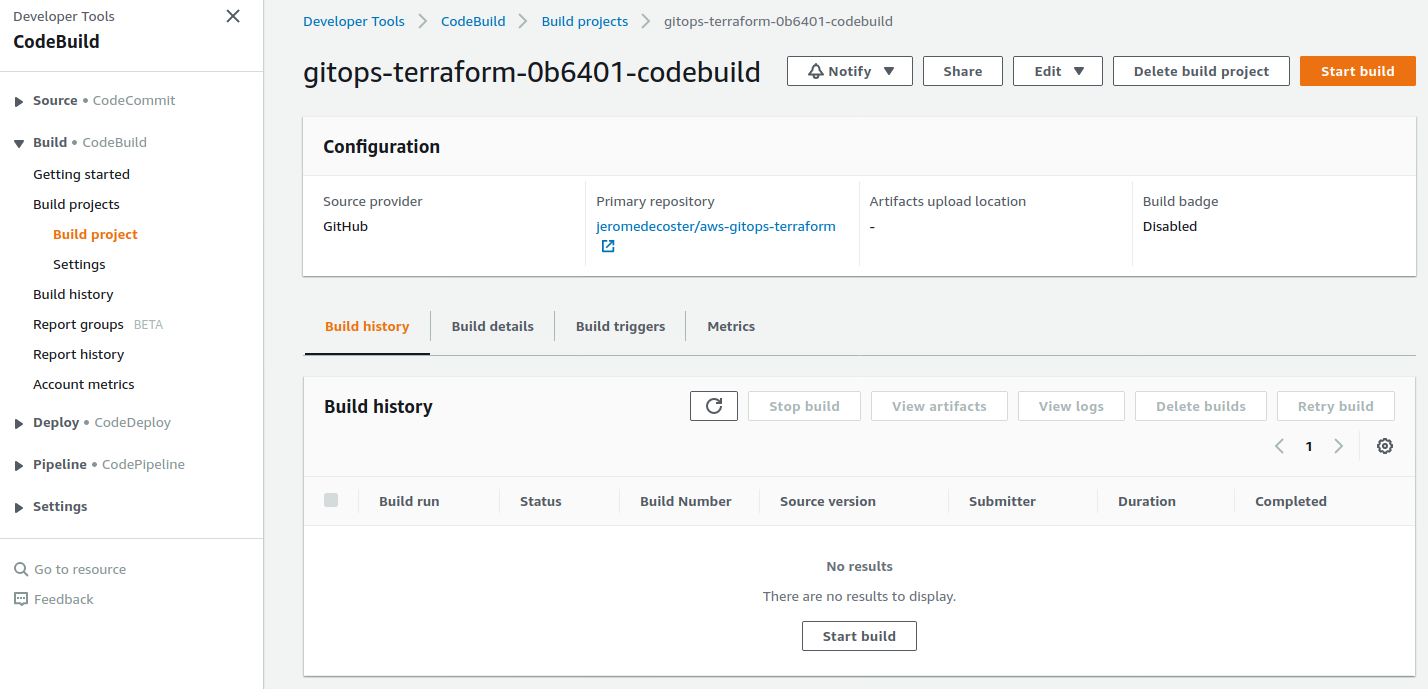 Developer Tools
CodeBuild
Source • CodeCommit
Build • CodeBuild
Getting started
Build projects
Build project
Settings
Build history
Report groups BETA
Report history
Account metrics
Deploy • CodeDeploy
Pipeline • CodePipeline
Settings
Go to resource
Feedback
Developer Tools > CodeBuild > Build projects > gitops-terraform-0b6401-codebuild
gitops-terraform-0b6401-codebuild
Notify Share Edit Delete build project Start build
Configuration
Source provider Primary repository Artifacts upload location Build badge
GitHub jeromedecoster/aws-gitops-terraform - Disabled
Build history Build details Build triggers Metrics
Build history Stop build View artifacts View logs Delete builds Retry build
1
Build run Status Build Number Source version Submitter Duration Completed
No results
There are no results to display.
Start build